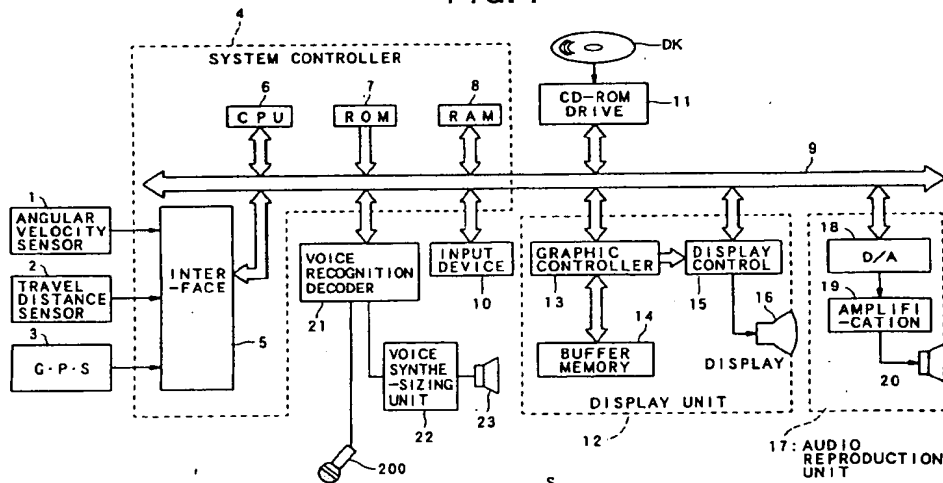 4
SYSTEM CONTROLLER
DK
6
7
8
CPU
ROM
RAM
CD-ROM
DRIVE
11
9
1
ANGULAR
VELOCITY
SENSOR
2
TRAVEL
DISTANCE
SENSOR
3
G·P·S
INTER
-FACE
5
VOICE
RECOGNITION
DECODER
21
INPUT
DEVICE
10
GRAPHIC
CONTROLLER
13
DISPLAY
CONTROL
15
16
14
BUFFER
MEMORY
DISPLAY
DISPLAY UNIT
12
18
D/A
19
AMPLIFI
-CATION
20
VOICE
SYNTHE
-SIZING
UNIT
22
23
200
17: AUDIO
REPRODUCTION
UNIT
S